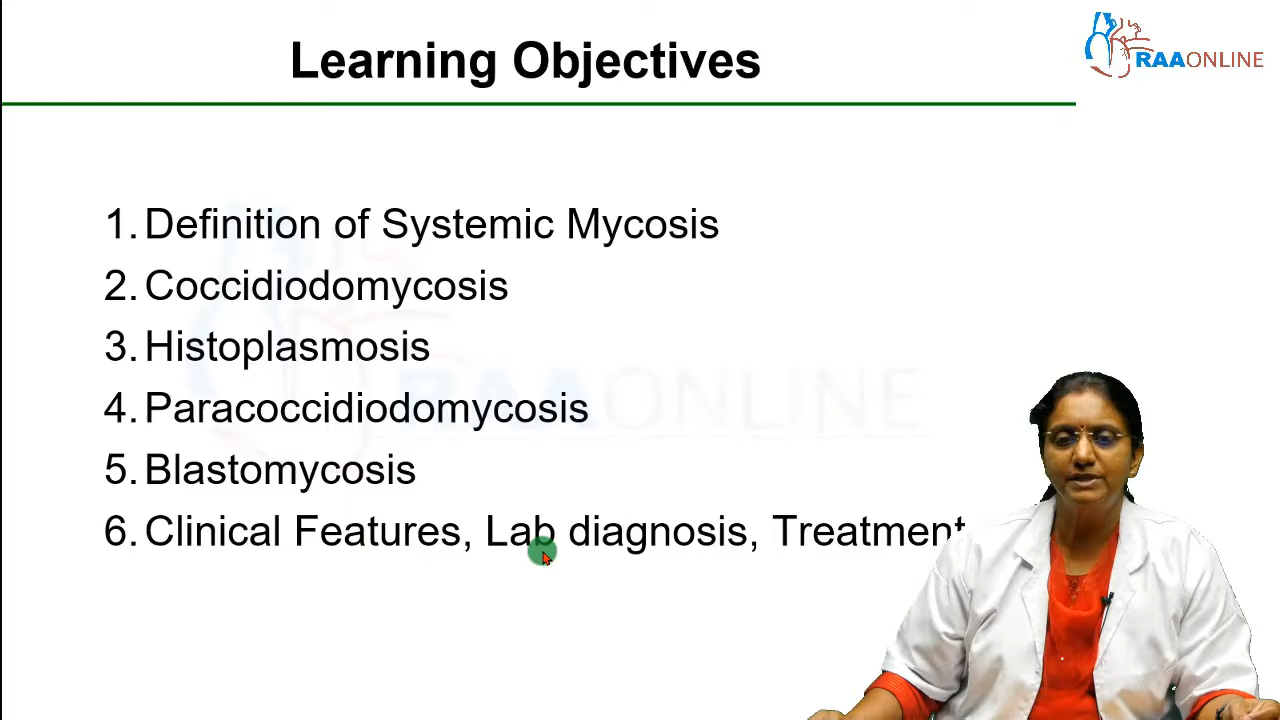 Learning Objectives
RAAONLINE
1. Definition of Systemic Mycosis
2. Coccidiodomycosis
3. Histoplasmosis
4. Paracoccidiodomycosis
RAAONLINE
5. Blastomycosis
6. Clinical Features, Lab diagnosis, Treatment